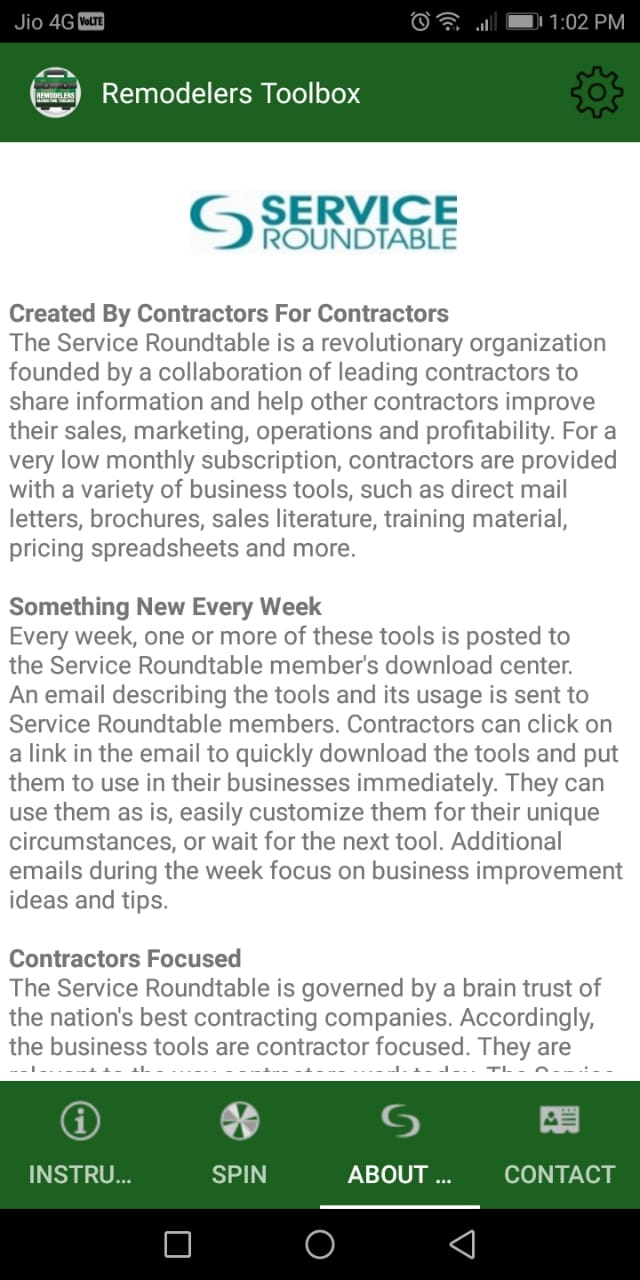 Jio 4G VoLTE 1:02 PM
REMODELERS
Remodelers Toolbox
SERVICE
ROUNDTABLE
Created By Contractors For Contractors
The Service Roundtable is a revolutionary organization
founded by a collaboration of leading contractors to
share information and help other contractors improve
their sales, marketing, operations and profitability. For a
very low monthly subscription, contractors are provided
with a variety of business tools, such as direct mail
letters, brochures, sales literature, training material,
pricing spreadsheets and more.
Something New Every Week
Every week, one or more of these tools is posted to
the Service Roundtable member's download center.
An email describing the tools and its usage is sent to
Service Roundtable members. Contractors can click on
a link in the email to quickly download the tools and put
them to use in their businesses immediately. They can
use them as is, easily customize them for their unique
circumstances, or wait for the next tool. Additional
emails during the week focus on business improvement
ideas and tips.
Contractors Focused
The Service Roundtable is governed by a brain trust of
the nation's best contracting companies. Accordingly,
the business tools are contractor focused. They are
INSTRU... SPIN ABOUT ... CONTACT